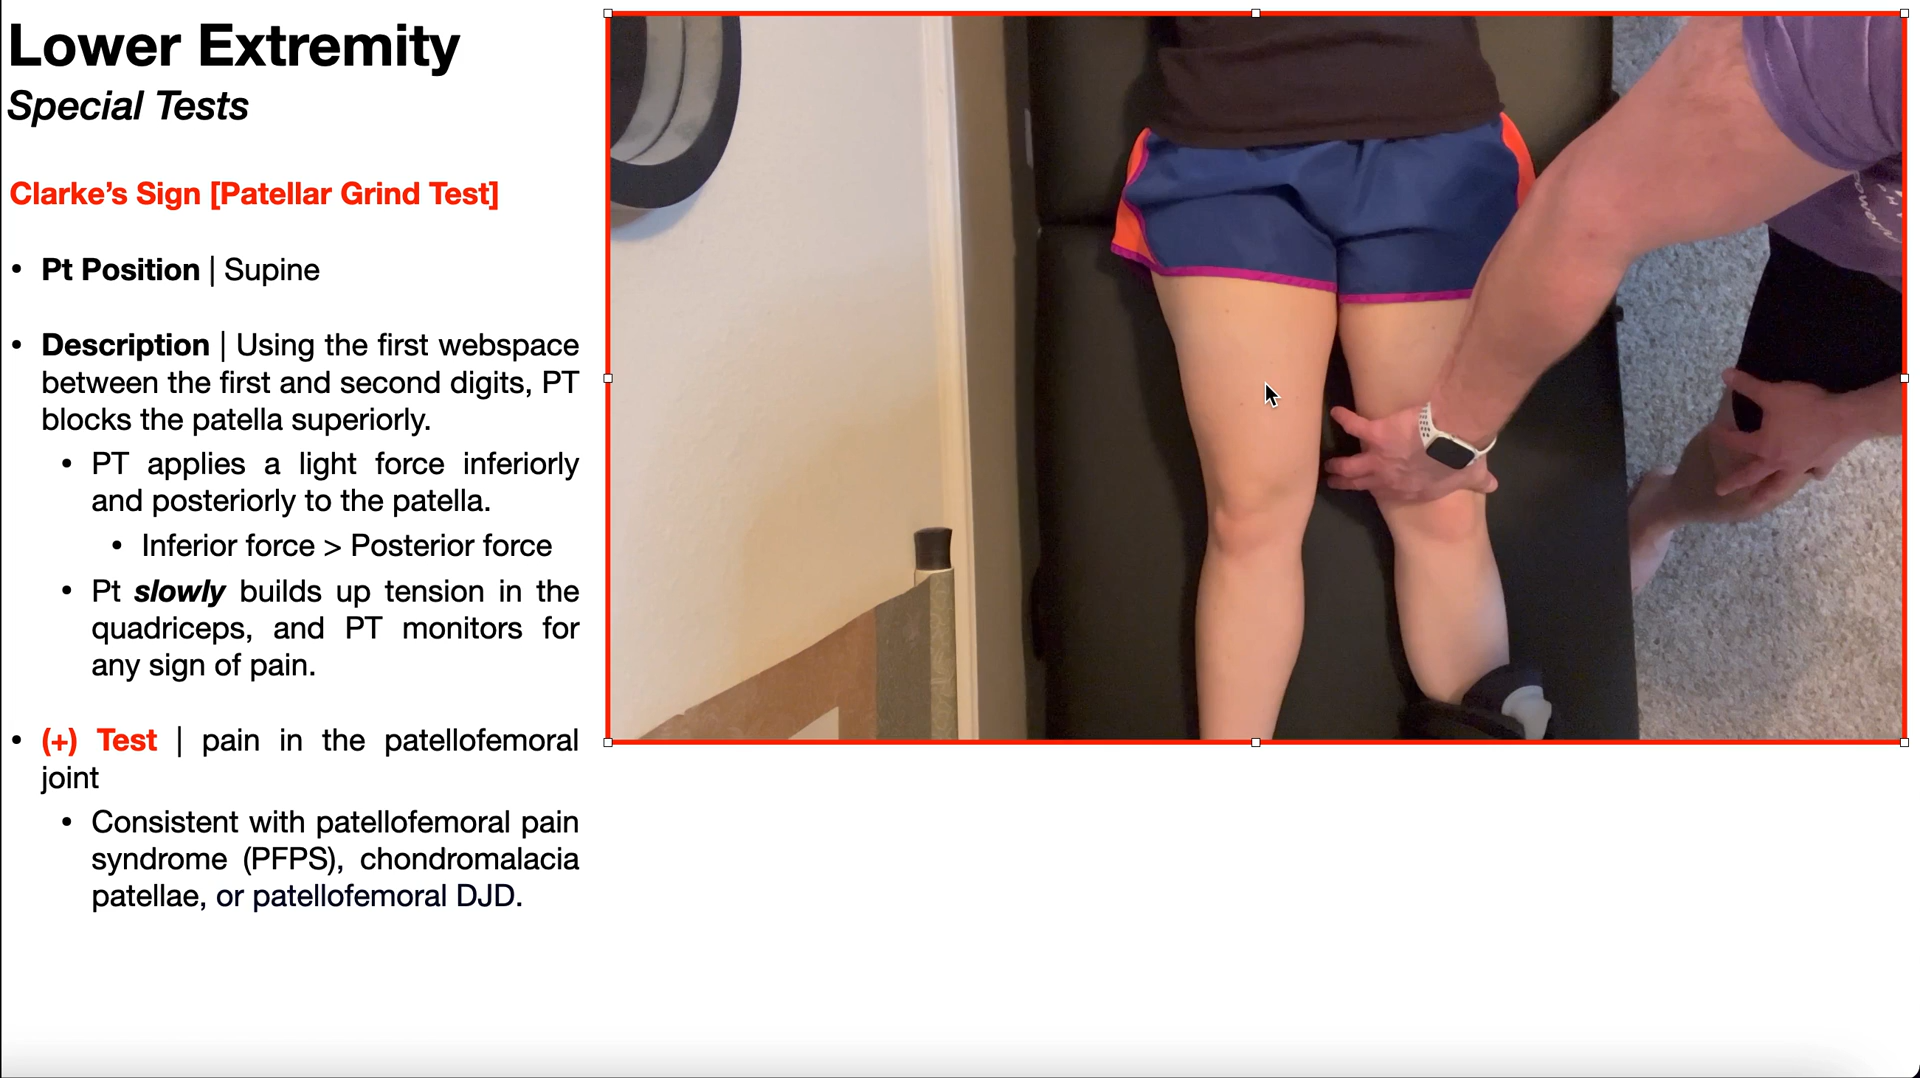 Lower Extremity
Special Tests
Clarke’s Sign [Patellar Grind Test]
• Pt Position | Supine
• Description | Using the first webspace
between the first and second digits, PT
blocks the patella superiorly.
• PT applies a light force inferiorly
and posteriorly to the patella.
• Inferior force > Posterior force
• Pt slowly builds up tension in the
quadriceps, and PT monitors for
any sign of pain.
• (+) Test | pain in the patellofemoral
joint
• Consistent with patellofemoral pain
syndrome (PFPS), chondromalacia
patellae, or patellofemoral DJD.